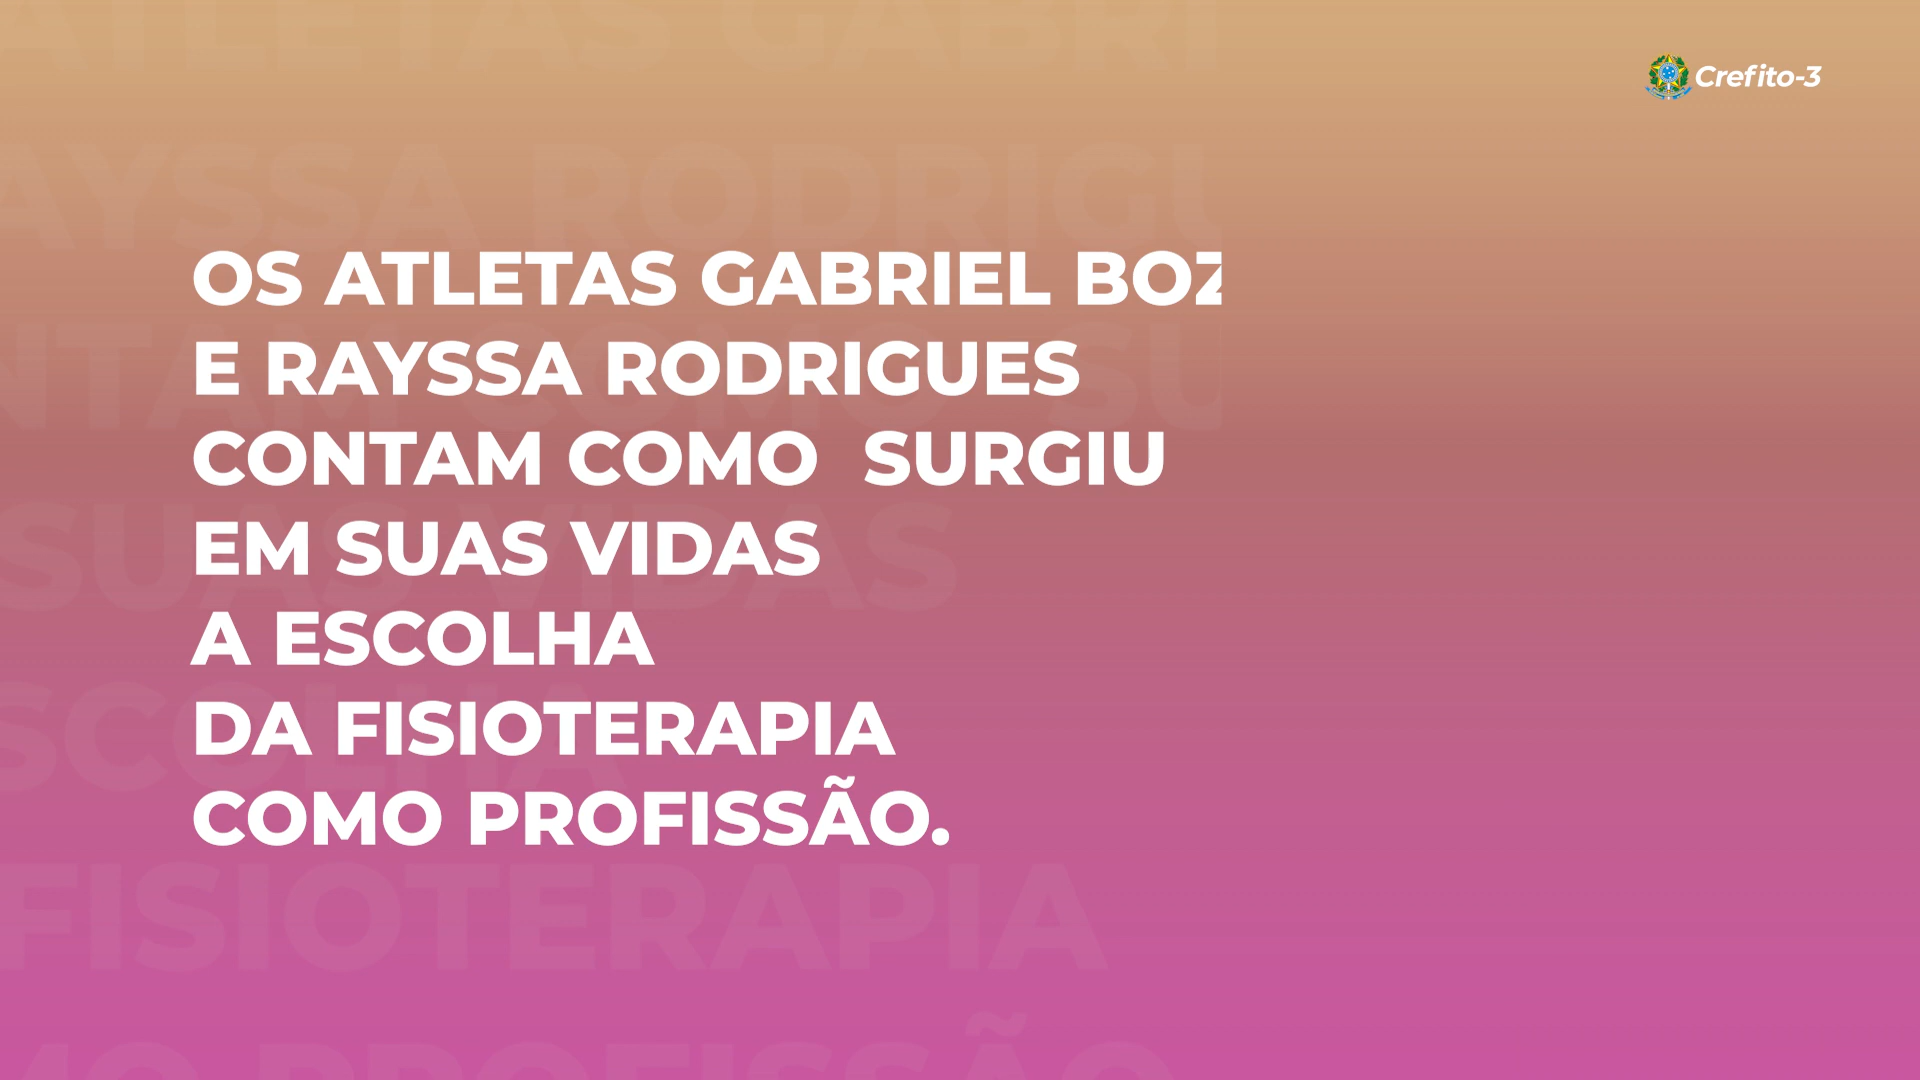 Crefito-3
OS ATLETAS GABRIEL BOZ
E RAYSSA RODRIGUES
CONTAM COMO  SURGIU
EM SUAS VIDAS
A ESCOLHA
DA FISIOTERAPIA
COMO PROFISSÃO.